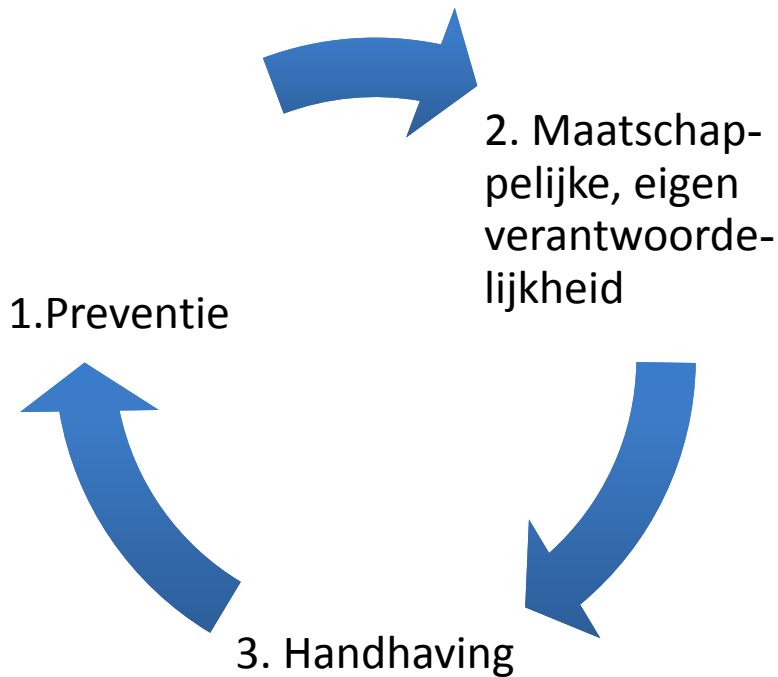 1.Preventie
2. Maatschap-
pelijke, eigen
verantwoorde-
lijkheid
3. Handhaving